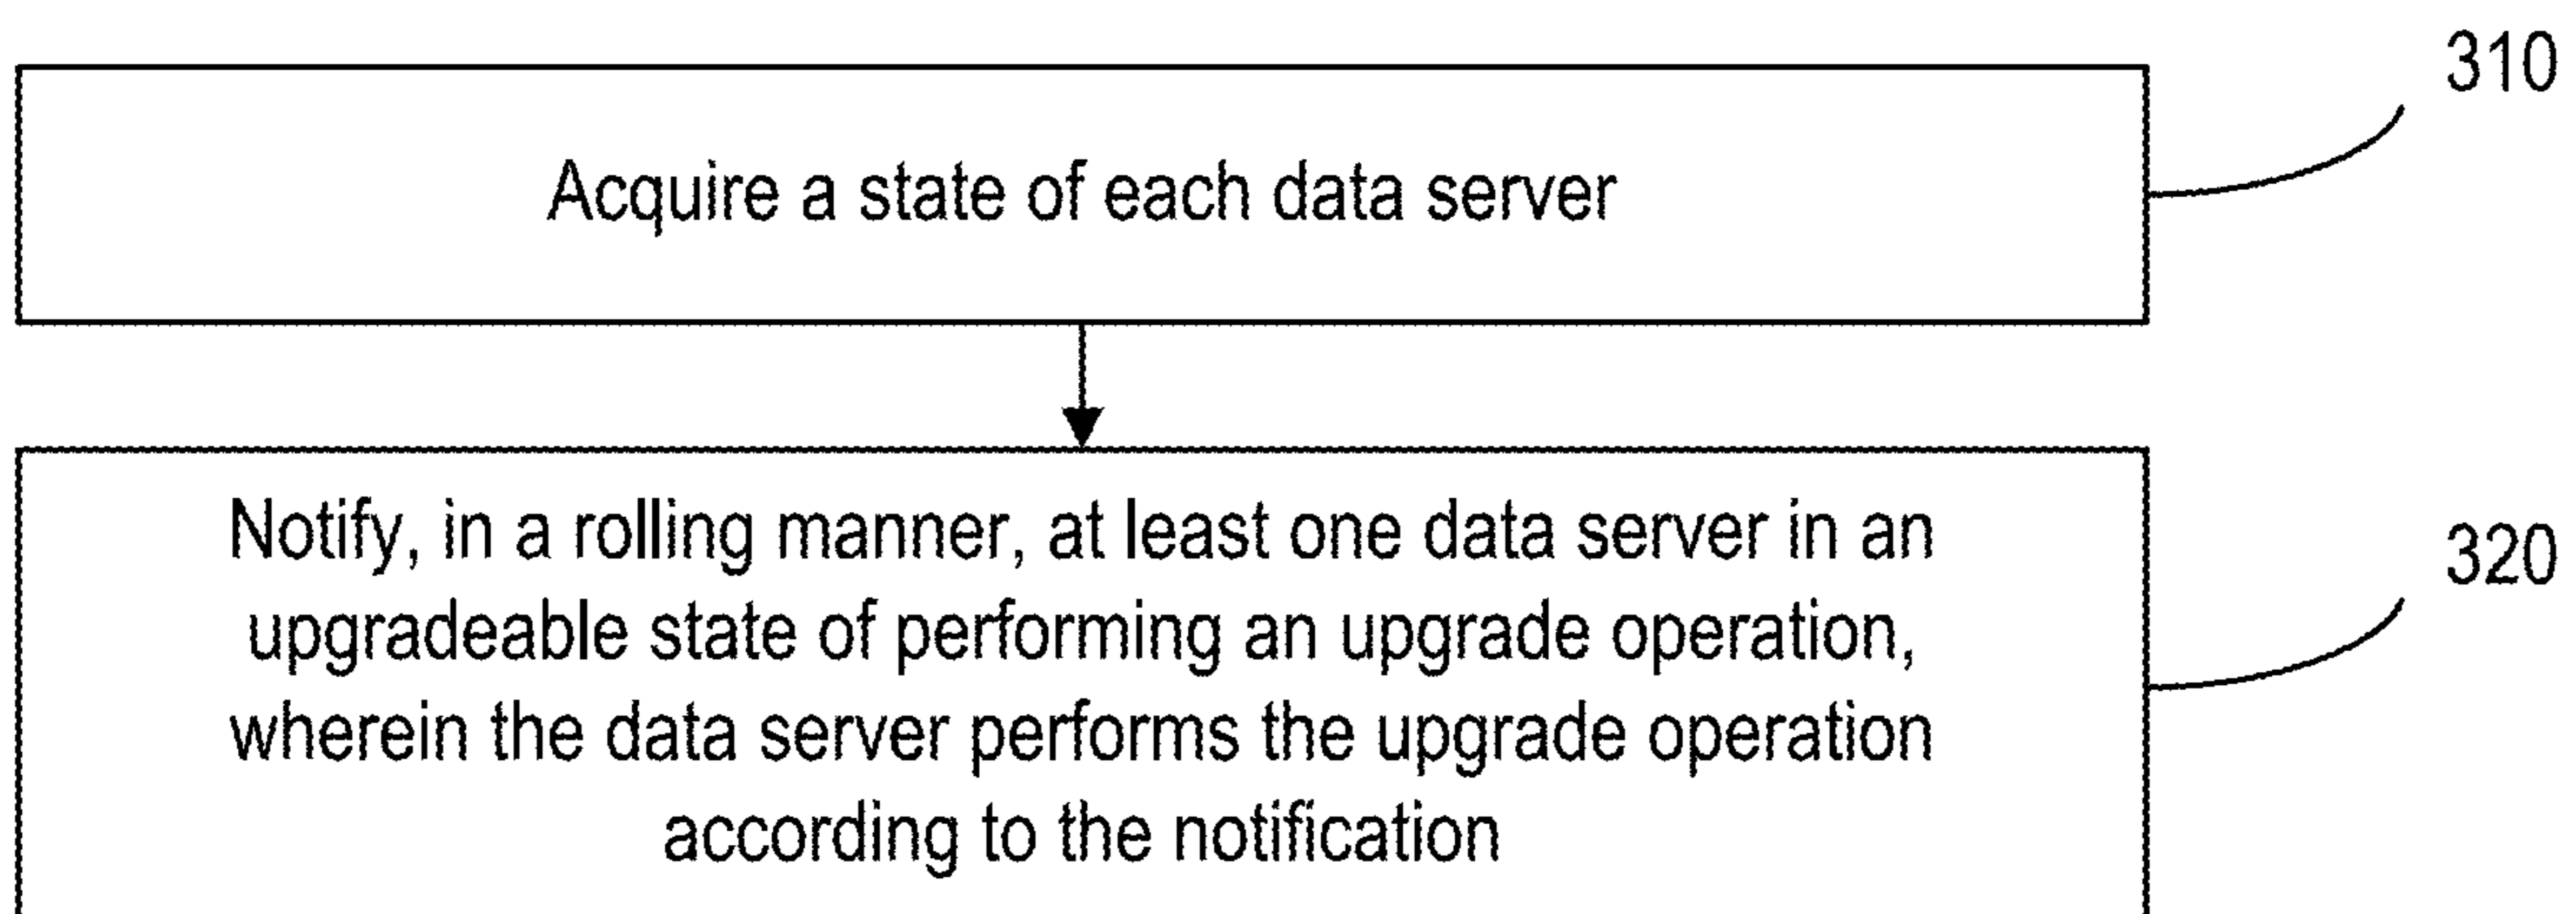 310
Acquire a state of each data server
Notify, in a rolling manner, at least one data server in an
320
upgradeable state of performing an upgrade operation,
wherein the data server performs the upgrade operation
according to the notification